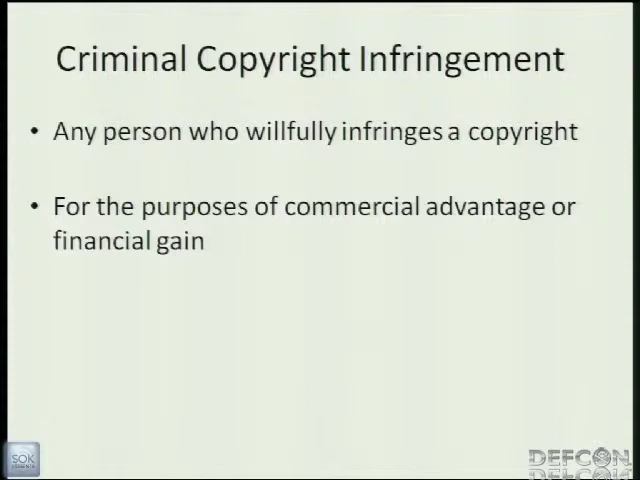 Criminal Copyright Infringement
• Any person who willfully infringes a copyright
• For the purposes of commercial advantage or
financial gain
SOK
DEFCON